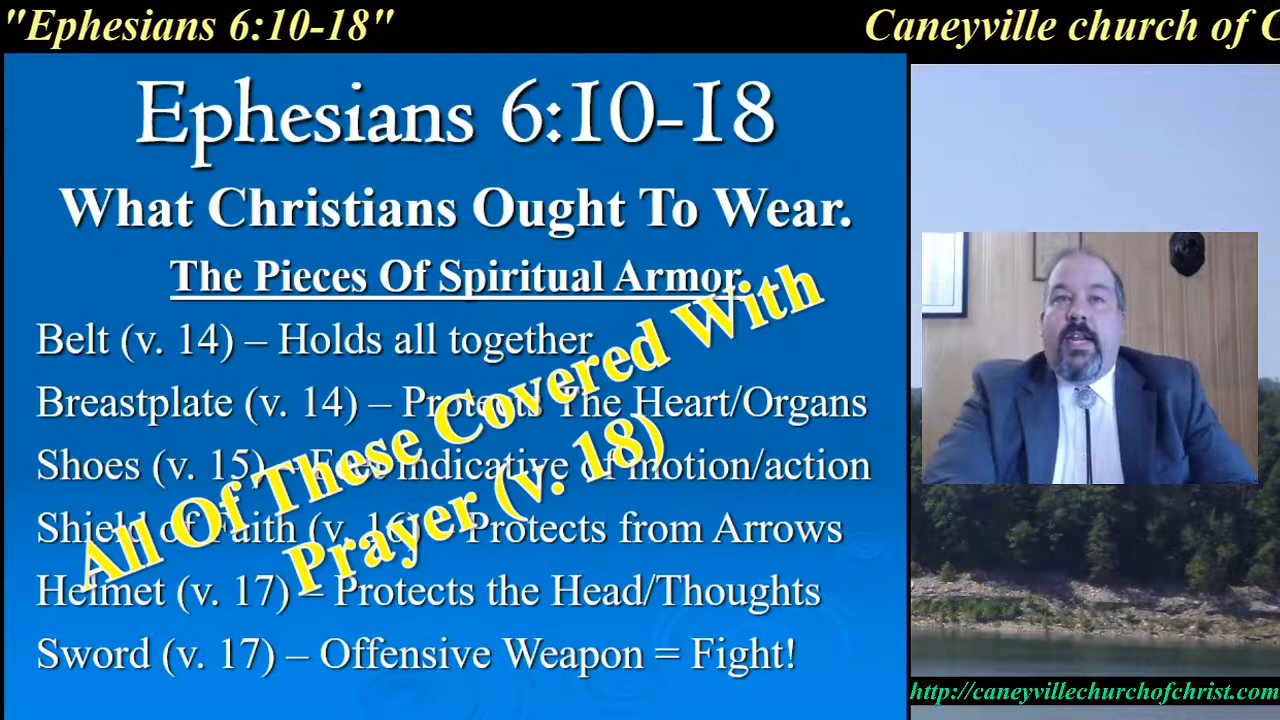 "Ephesians 6:10-18"
Caneyville church of C
Ephesians 6:10-18
What Christians Ought To Wear.
The Pieces Of Spiritual Armor
Belt (v. 14) – Holds all together
Breastplate (v. 14) – Protects The Heart/Organs
Shoes (v. 15) – Feet indicative of motion/action
Shield of Faith (v. 16) – Protects from Arrows
Helmet (v. 17) – Protects the Head/Thoughts
Sword (v. 17) – Offensive Weapon = Fight!
All Of These Covered With
Prayer (v. 18)
http://caneyvillechurchofchrist.com